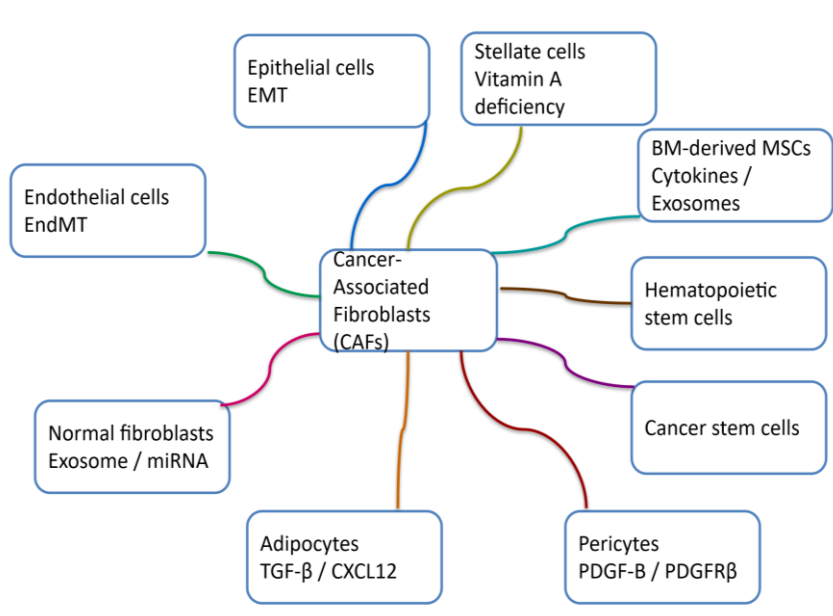 Epithelial cells
EMT
Stellate cells
Vitamin A
deficiency
BM-derived MSCs
Cytokines /
Exosomes
Endothelial cells
EndMT
Cancer-
Associated
Fibroblasts
(CAFs)
Hematopoietic
stem cells
Normal fibroblasts
Exosome / miRNA
Cancer stem cells
Adipocytes
TGF-β / CXCL12
Pericytes
PDGF-B / PDGFRβ